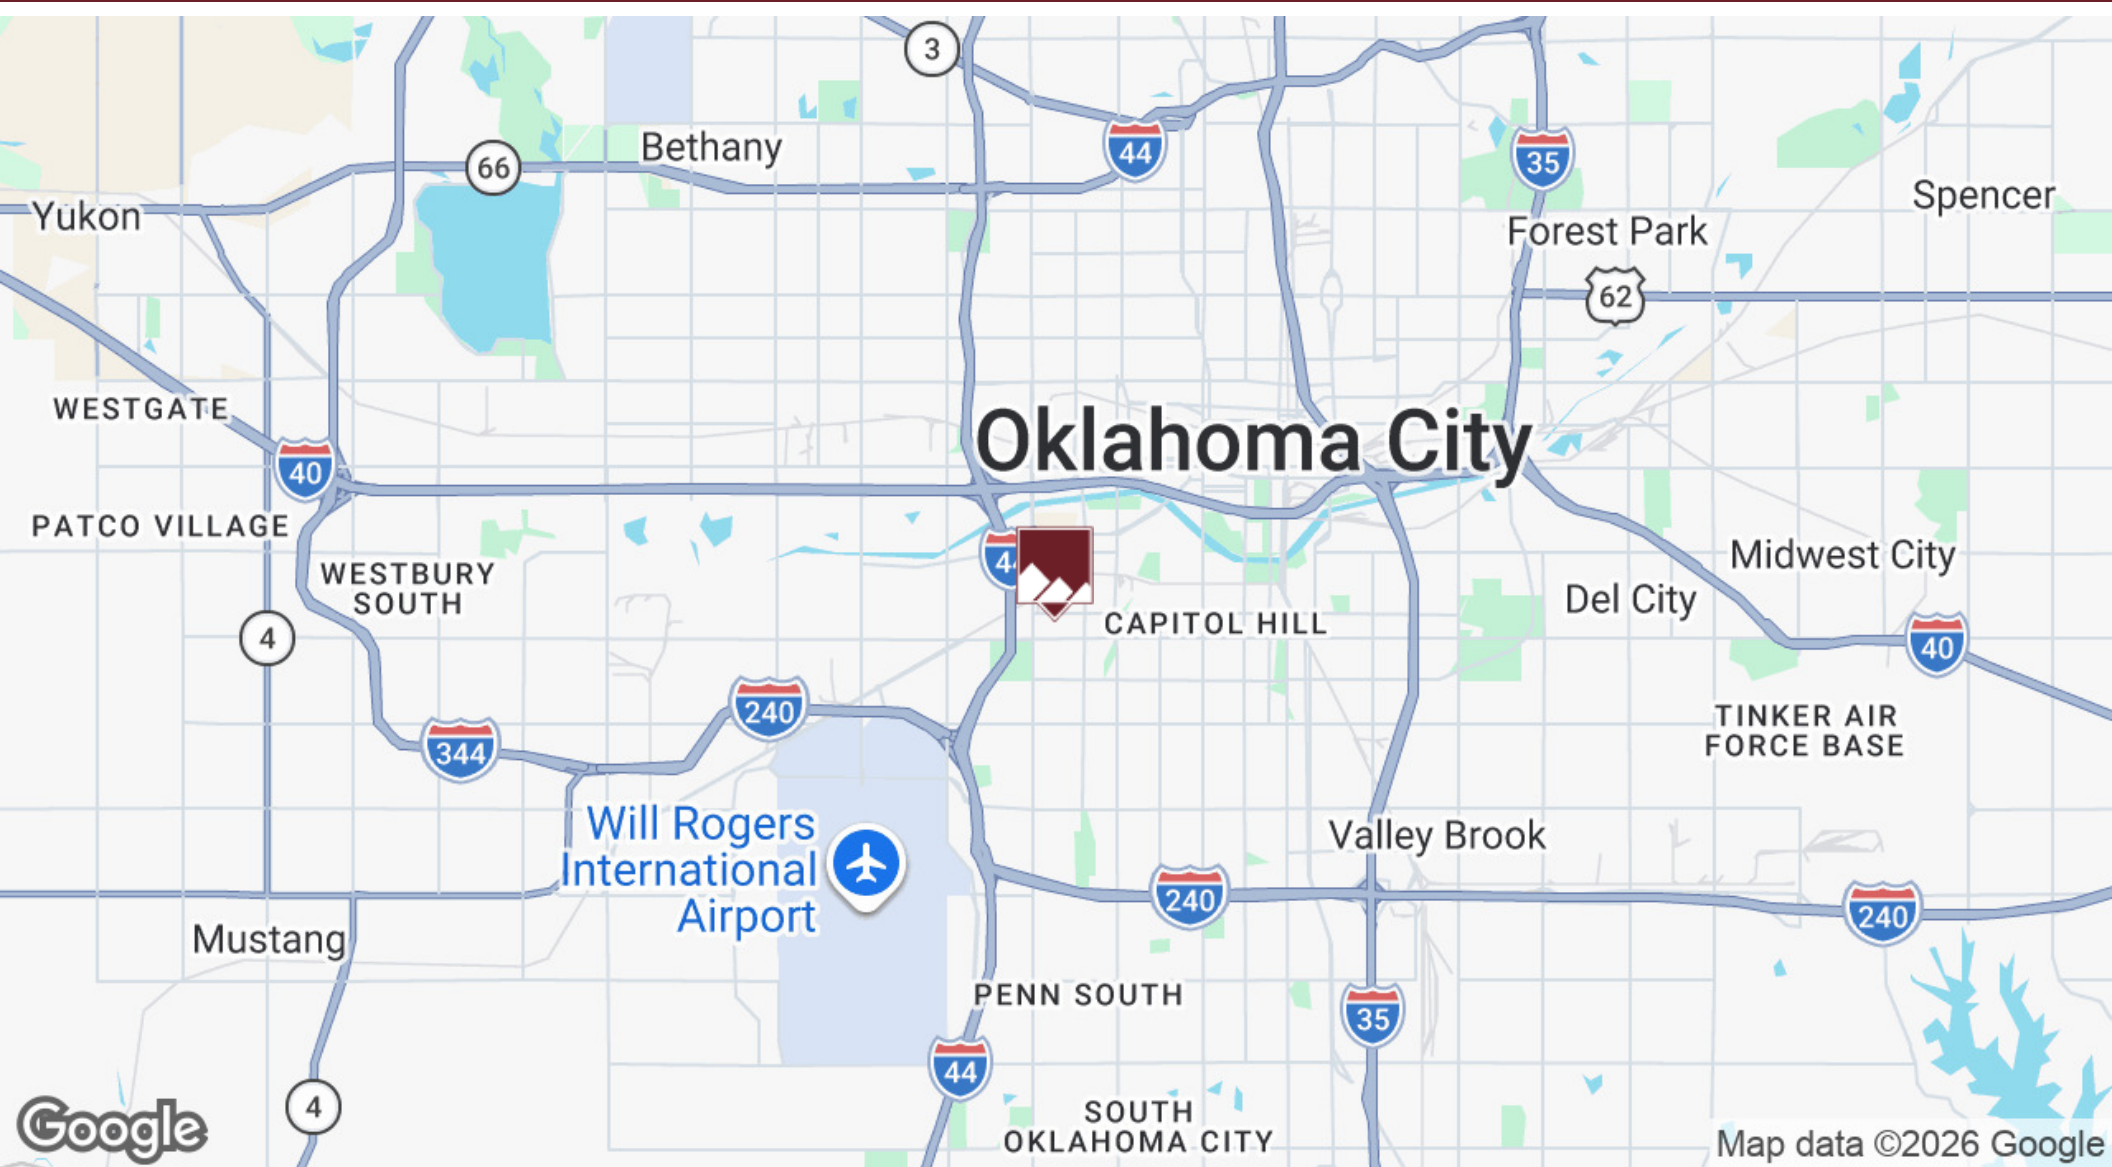 3
44
35
Bethany
66
Spencer
Yukon
Forest Park
62
WESTGATE
Oklahoma City
40
PATCO VILLAGE
44
Midwest City
WESTBURY
SOUTH
Del City
CAPITOL HILL
4
40
240
TINKER AIR
FORCE BASE
344
Will Rogers
International
Airport
Valley Brook
240
240
Mustang
PENN SOUTH
35
44
4
SOUTH
OKLAHOMA CITY
Google
Map data ©2026 Google